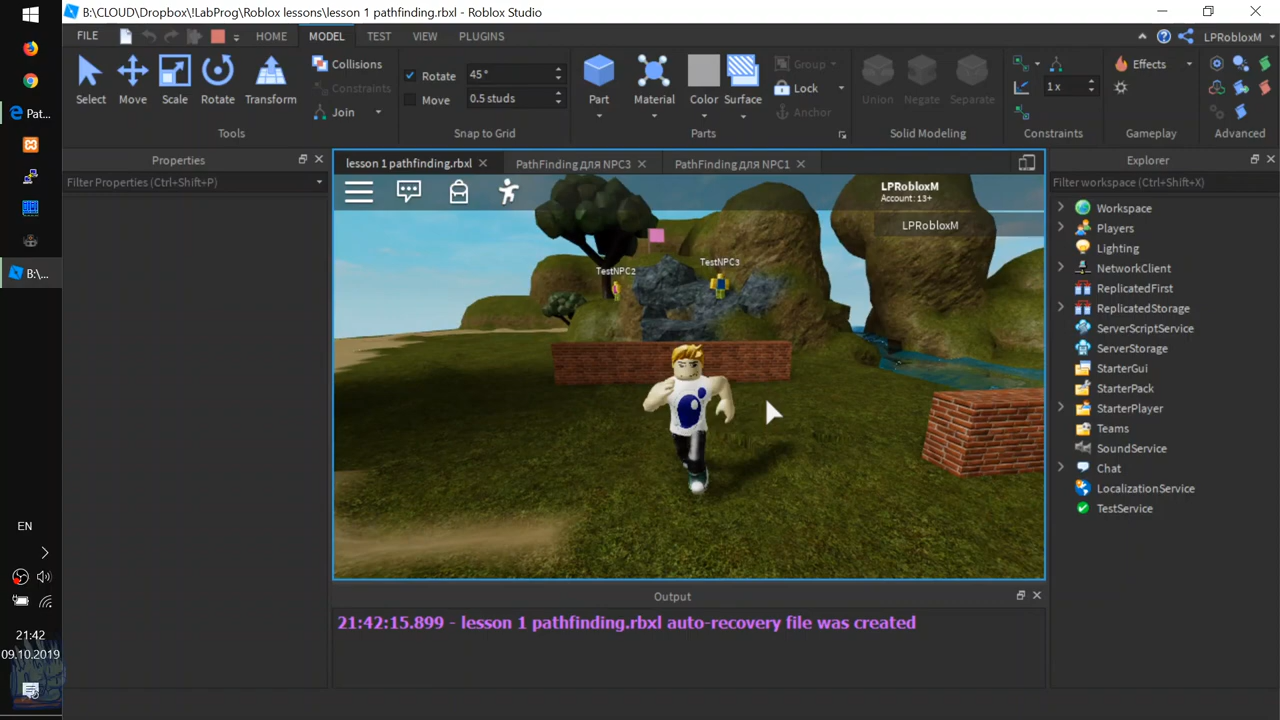 B:\CLOUD\Dropbox\!LabProg\Roblox lessons\lesson 1 pathfinding.rbxl - Roblox Studio
FILE HOME MODEL TEST VIEW PLUGINS LPRobloxM
Select Move Scale Rotate Transform
Tools
Collisions
Constraints
Join
Rotate 45°
Move 0.5 studs
Snap to Grid
Part Material Color Surface
Group
Lock
Anchor
Parts
Union Negate Separate
Solid Modeling
1 x
Constraints
Effects
Gameplay
Advanced
Properties
Filter Properties (Ctrl+Shift+P)
lesson 1 pathfinding.rbxl PathFinding для NPC3 PathFinding для NPC1
LPRobloxM
Account: 13+
LPRobloxM
TestNPC2
TestNPC3
Explorer
Filter workspace (Ctrl+Shift+X)
Workspace
Players
Lighting
NetworkClient
ReplicatedFirst
ReplicatedStorage
ServerScriptService
ServerStorage
StarterGui
StarterPack
StarterPlayer
Teams
SoundService
Chat
LocalizationService
TestService
Output
21:42:15.899 - lesson 1 pathfinding.rbxl auto-recovery file was created
Pat...
B:\...
EN
21:42
09.10.2019